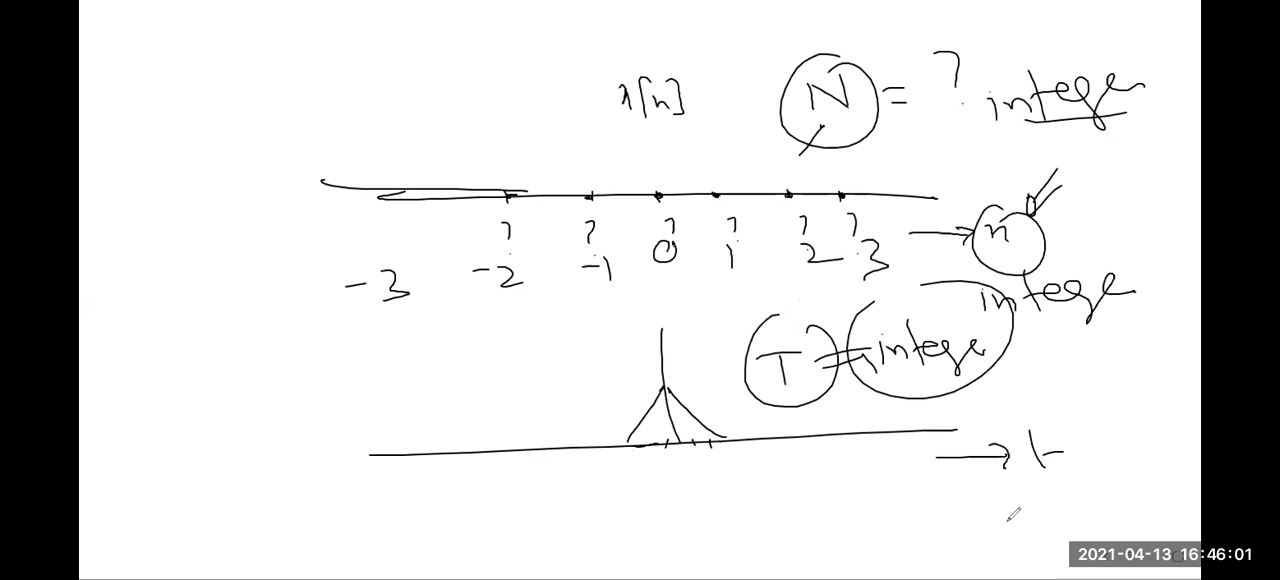 x[n] N = ? integer
? ? ? ? ? ?
-3 -2 -1 0 1 2 3 → n
integer
T = integer
→ t
2021-04-13 16:46:01